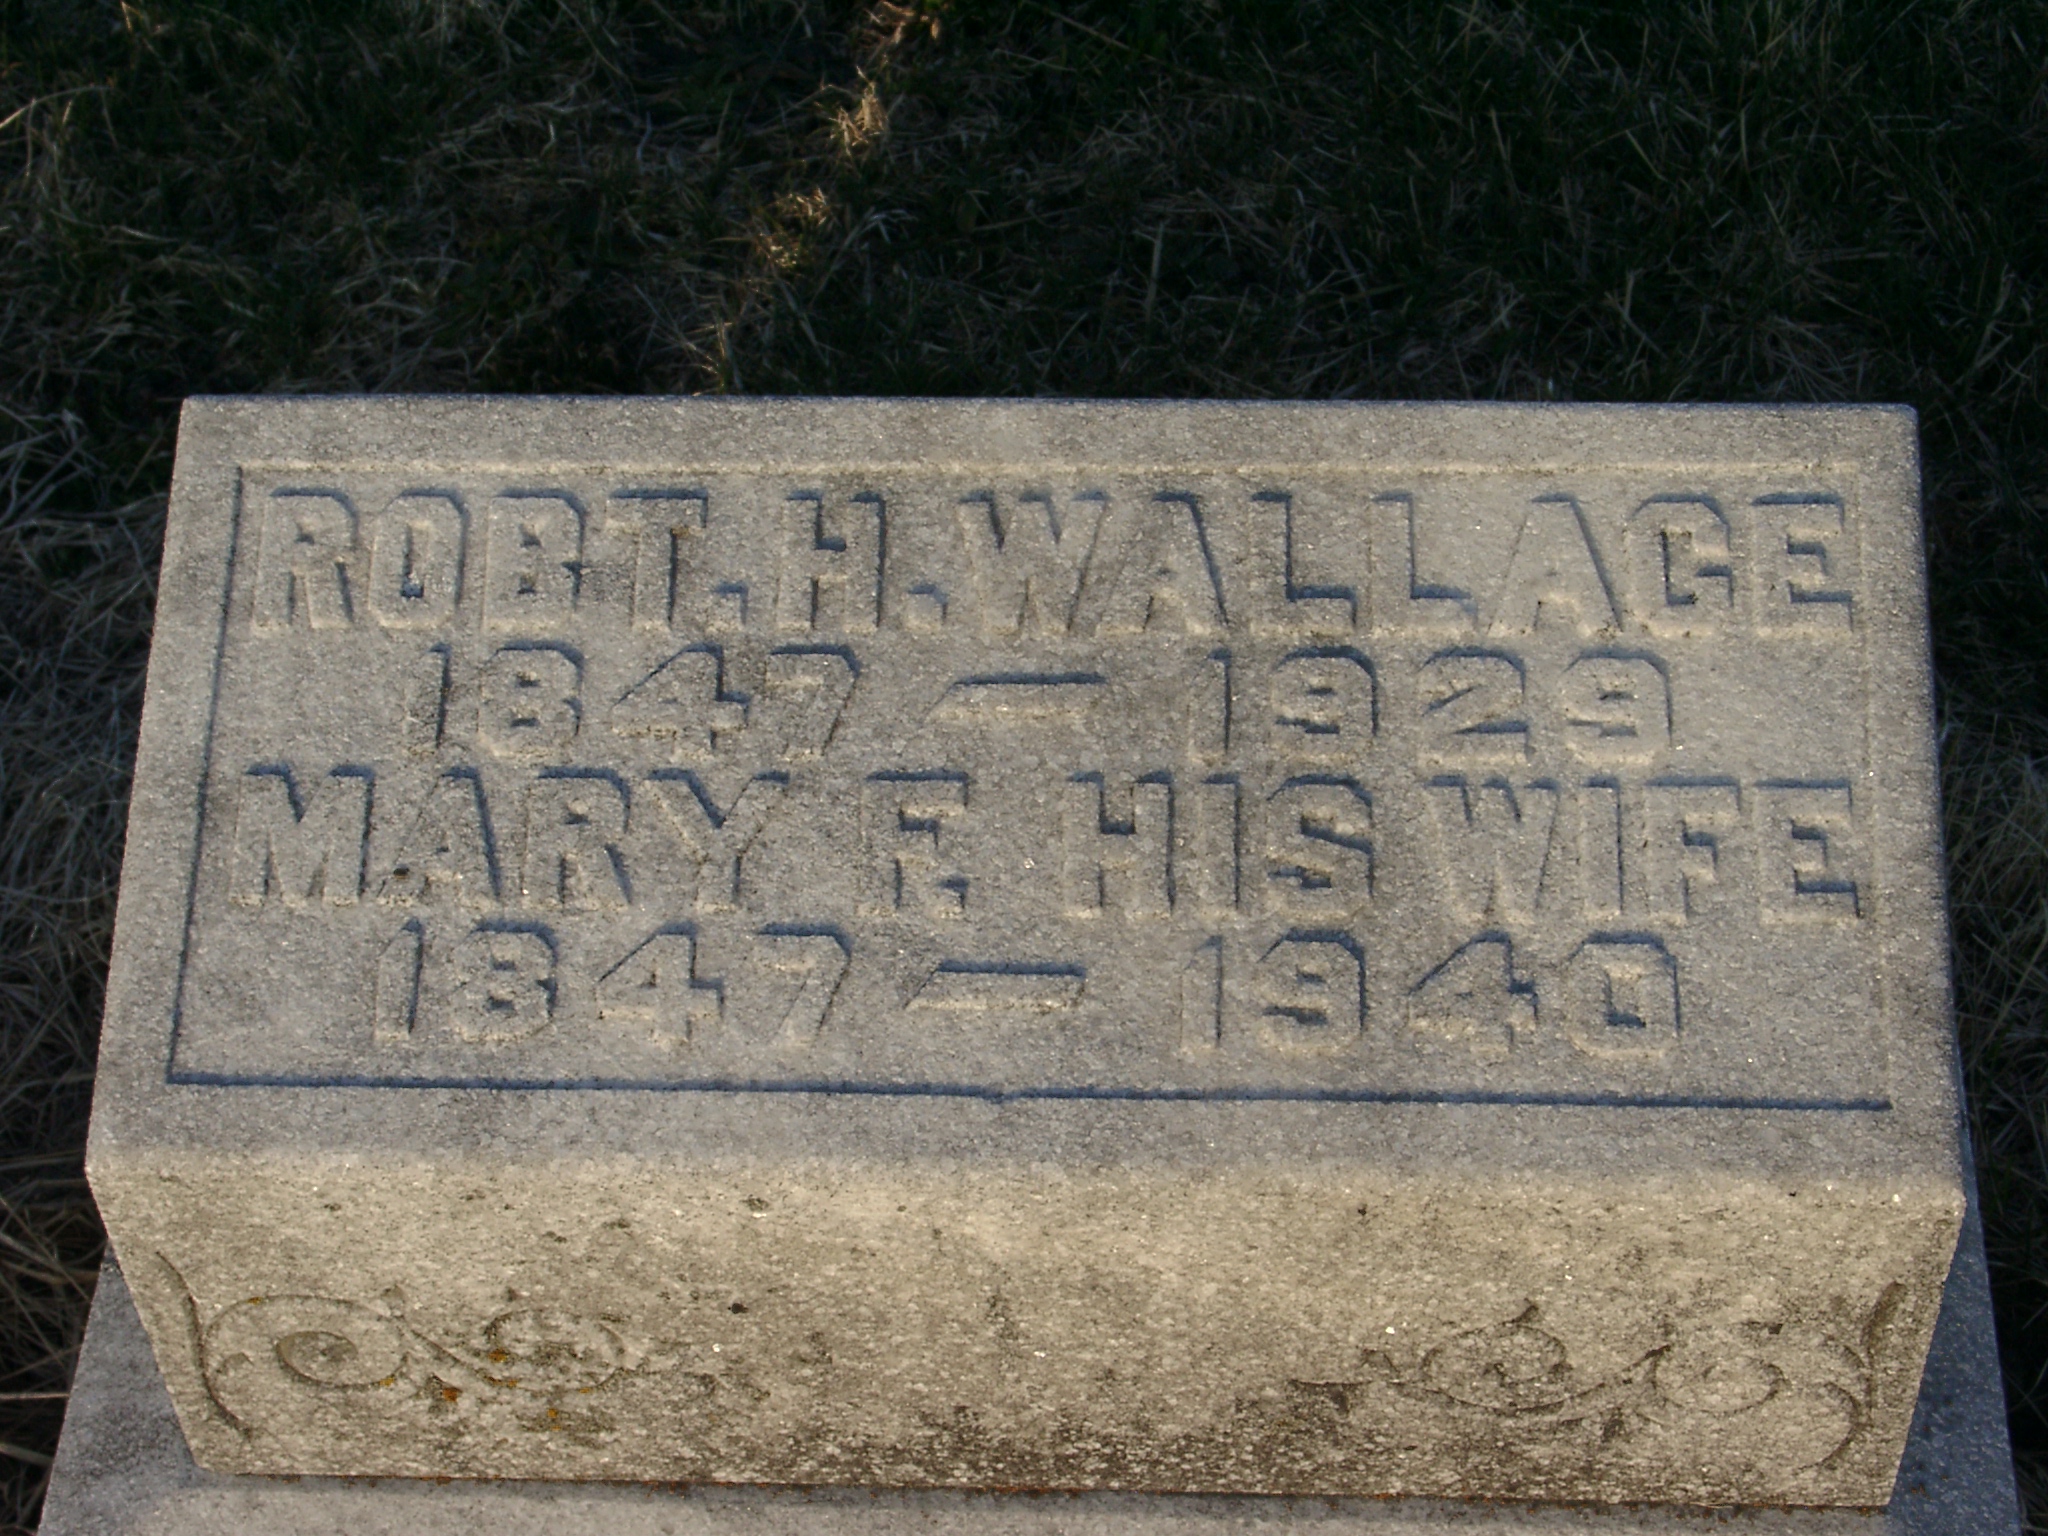 ROBT. H. WALLACE
1847 — 1929
MARY F. HIS WIFE
1847 — 1940